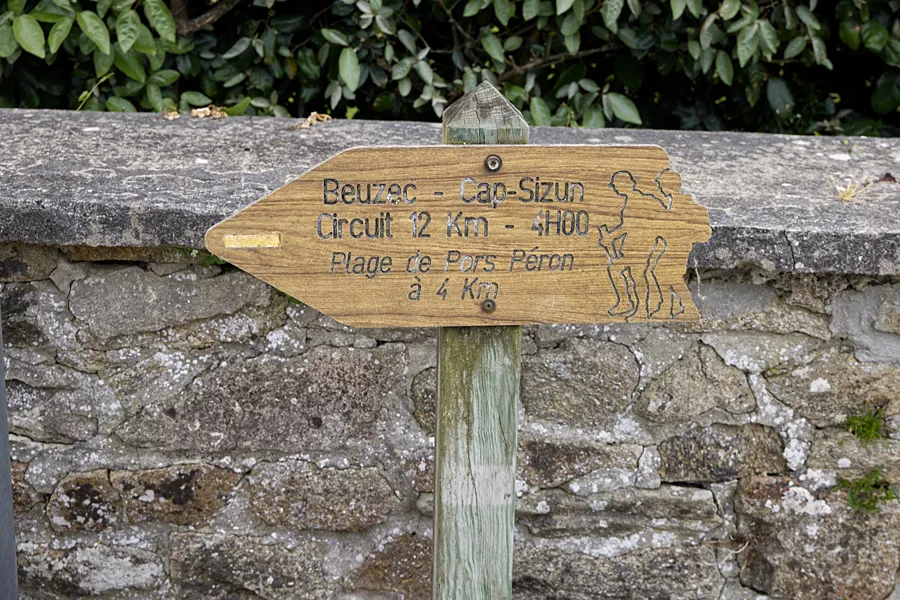 Beuzec - Cap-Sizun
Circuit 12 Km - 4H00
Plage de Pors Péron
à 4 Km